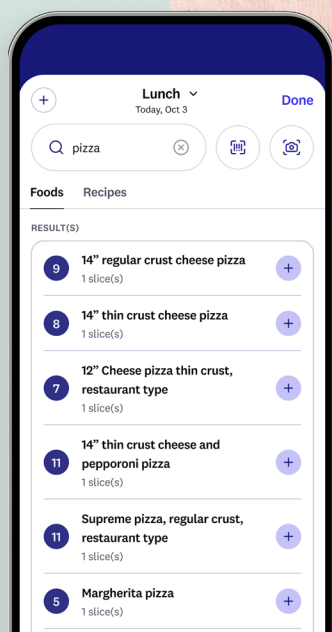 Lunch
Today, Oct 3
Done
pizza
Foods Recipes
RESULT(S)
9
14” regular crust cheese pizza
1 slice(s)
8
14” thin crust cheese pizza
1 slice(s)
7
12” Cheese pizza thin crust,
restaurant type
1 slice(s)
11
14” thin crust cheese and
pepporoni pizza
1 slice(s)
11
Supreme pizza, regular crust,
restaurant type
1 slice(s)
5
Margherita pizza
1 slice(s)